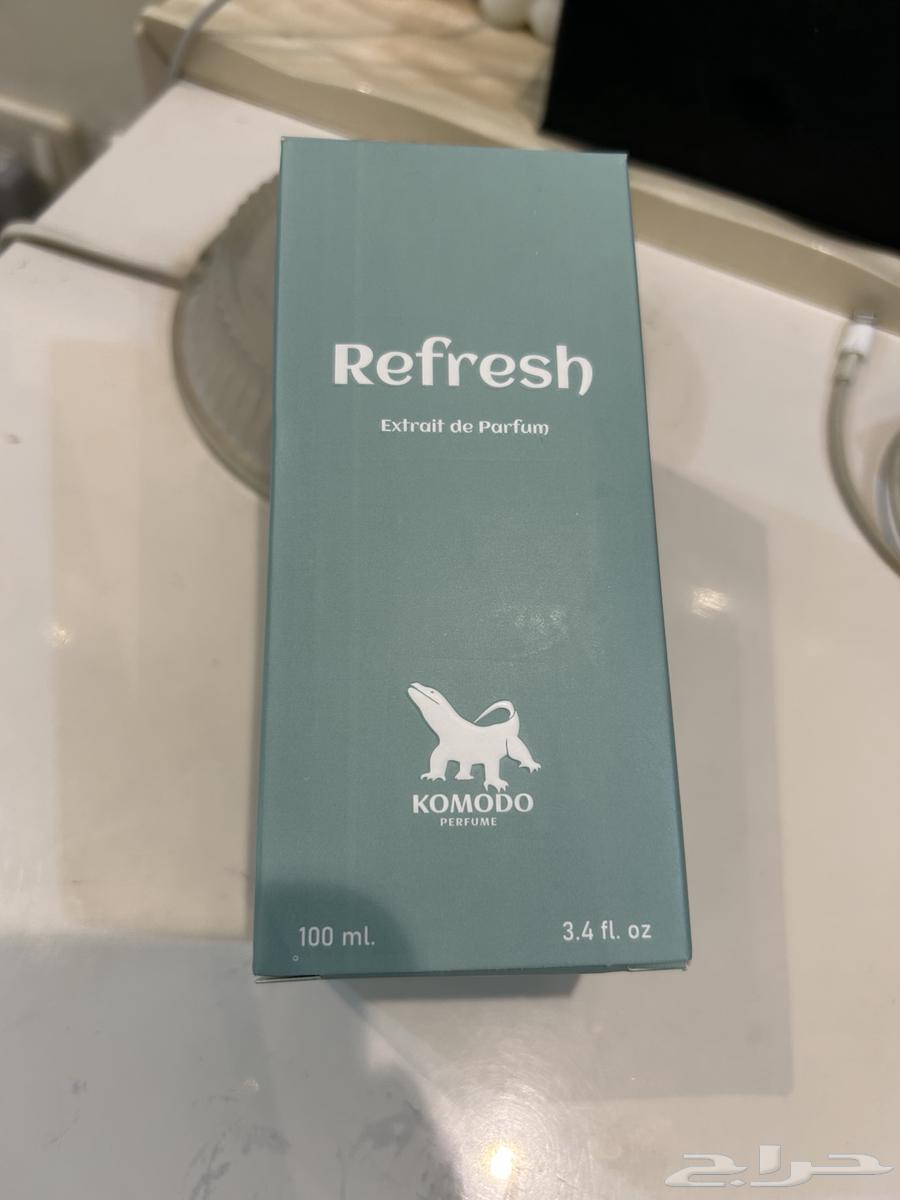 Refresh
Extrait de Parfum
KOMODO
PERFUME
100 ml. 3.4 fl. oz
حراج